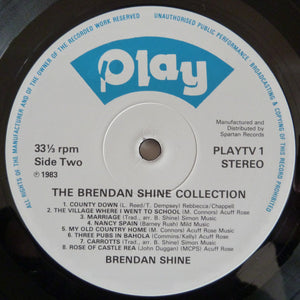 ALL RIGHTS OF THE MANUFACTURER AND OF THE OWNER OF THE RECORDED WORK RESERVED
UNAUTHORISED PUBLIC PERFORMANCE, BROADCASTING & COPYING OF THIS RECORD PROHIBITED
Play
Manufactured and
Distributed by
Spartan Records
33⅓ rpm
Side Two
℗ 1983
PLAYTV 1
STEREO
THE BRENDAN SHINE COLLECTION
1. COUNTY DOWN (L. Reed/T. Dempsey) Rebbeca/Chappell
2. THE VILLAGE WHERE I WENT TO SCHOOL (M. Connors) Acuff Rose
3. MARRIAGE (Trad., arr. B. Shine) Simon Music
4. NANCY SPAIN (Barney Rush) Mid Music
5. MY OLD COUNTRY HOME (M. Connors) Acuff Rose
6. THREE PUBS IN BAHOLA (Commins/Kelly) Acuff Rose
7. CARROTTS (Trad., arr. B. Shine) Simon Music
8. ROSE OF CASTLE REA (John Duggan) (MCPS) Acuff Rose
BRENDAN SHINE